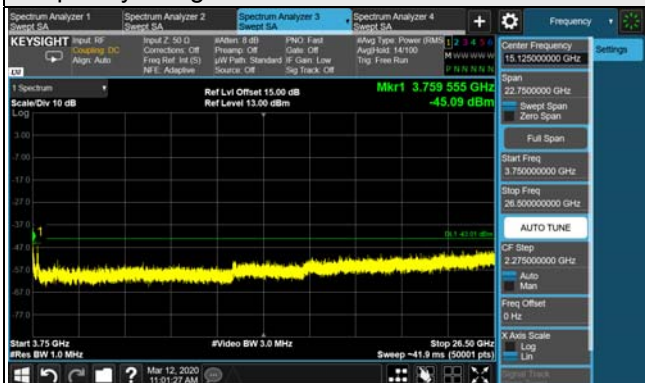 Spectrum Analyzer 1
Swept SA
Spectrum Analyzer 2
Swept SA
Spectrum Analyzer 3
Swept SA
Spectrum Analyzer 4
Swept SA
+
Frequency
KEYSIGHT
Input: RF
Coupling: DC
Align: Auto
Input Z: 50 Ω
Corrections: Off
Freq Ref: Int (S)
NFE: Adaptive
#Atten: 8 dB
Preamp: Off
µW Path: Standard
Source: Off
PNO: Fast
Gate: Off
IF Gain: Low
Sig Track: Off
#Avg Type: Power (RMS
Avg|Hold: 14/100
Trig: Free Run
1 2 3 4 5 6
M W W W W W
P N N N N N
LXI
1 Spectrum
Scale/Div 10 dB
Log
Ref Lvl Offset 15.00 dB
Ref Level 13.00 dBm
Mkr1 3.759 555 GHz
-45.09 dBm
3.00
-7.00
-17.0
-27.0
-37.0
-47.0
-57.0
-67.0
-77.0
1
DL1 -43.01 dBm
Start 3.75 GHz
#Res BW 1.0 MHz
#Video BW 3.0 MHz
Stop 26.50 GHz
Sweep ~41.9 ms (50001 pts)
Mar 12, 2020
11:01:27 AM
Center Frequency
15.125000000 GHz
Settings
Span
22.7500000 GHz
Swept Span
Zero Span
Full Span
Start Freq
3.750000000 GHz
Stop Freq
26.500000000 GHz
AUTO TUNE
CF Step
2.275000000 GHz
Auto
Man
Freq Offset
0 Hz
X Axis Scale
Log
Lin
Signal Track